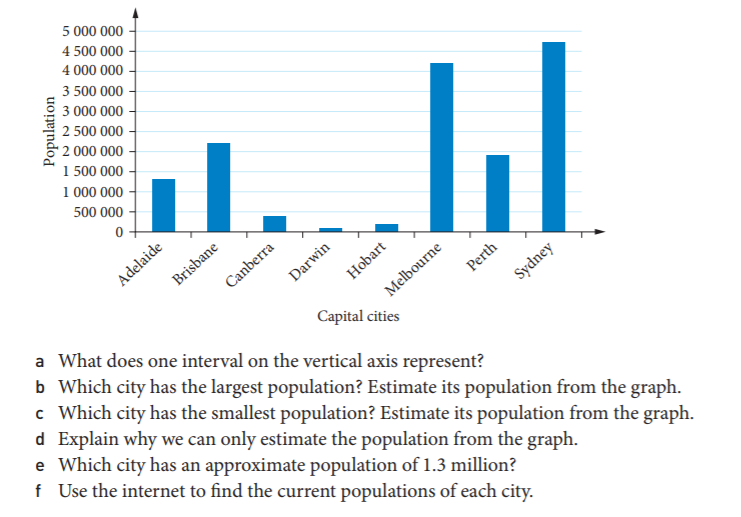 5 000 000
4 500 000
4 000 000
3 500 000
3 000 000
2 500 000
2 000 000
1 500 000
1 000 000
500 000
0
Population
Adelaide
Brisbane
Canberra
Darwin
Hobart
Melbourne
Perth
Sydney
Capital cities
a What does one interval on the vertical axis represent?
b Which city has the largest population? Estimate its population from the graph.
c Which city has the smallest population? Estimate its population from the graph.
d Explain why we can only estimate the population from the graph.
e Which city has an approximate population of 1.3 million?
f Use the internet to find the current populations of each city.